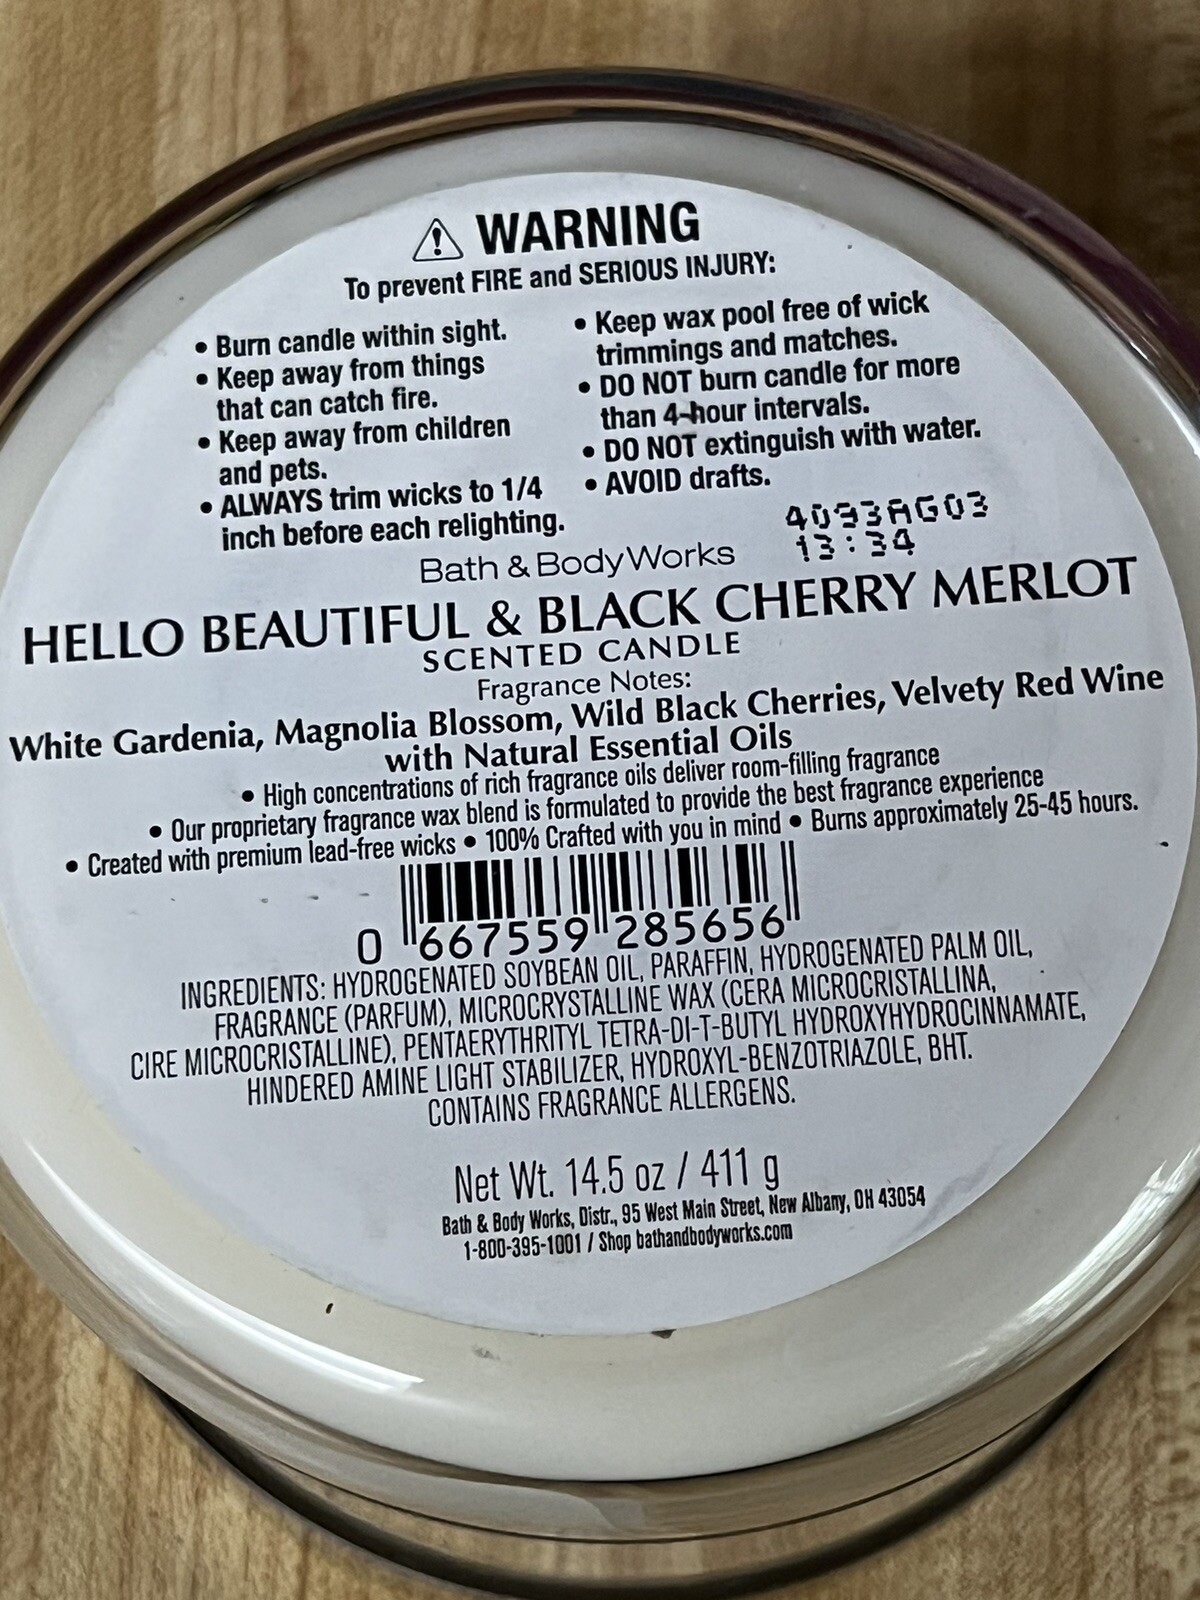 WARNING
To prevent FIRE and SERIOUS INJURY:
• Burn candle within sight.
• Keep away from things
that can catch fire.
• Keep away from children
and pets.
• ALWAYS trim wicks to 1/4
inch before each relighting.
• Keep wax pool free of wick
trimmings and matches.
• DO NOT burn candle for more
than 4-hour intervals.
• DO NOT extinguish with water.
• AVOID drafts.
4093AG03
13:34
Bath & Body Works
HELLO BEAUTIFUL & BLACK CHERRY MERLOT
SCENTED CANDLE
Fragrance Notes:
White Gardenia, Magnolia Blossom, Wild Black Cherries, Velvety Red Wine
with Natural Essential Oils
• High concentrations of rich fragrance oils deliver room-filling fragrance
• Our proprietary fragrance wax blend is formulated to provide the best fragrance experience
• Created with premium lead-free wicks • 100% Crafted with you in mind • Burns approximately 25-45 hours.
0 667559 285656
INGREDIENTS: HYDROGENATED SOYBEAN OIL, PARAFFIN, HYDROGENATED PALM OIL,
FRAGRANCE (PARFUM), MICROCRYSTALLINE WAX (CERA MICROCRISTALLINA,
CIRE MICROCRISTALLINE), PENTAERYTHRITYL TETRA-DI-T-BUTYL HYDROXYHYDROCINNAMATE,
HINDERED AMINE LIGHT STABILIZER, HYDROXYL-BENZOTRIAZOLE, BHT.
CONTAINS FRAGRANCE ALLERGENS.
Net Wt. 14.5 oz / 411 g
Bath & Body Works, Distr., 95 West Main Street, New Albany, OH 43054
1-800-395-1001 / Shop bathandbodyworks.com